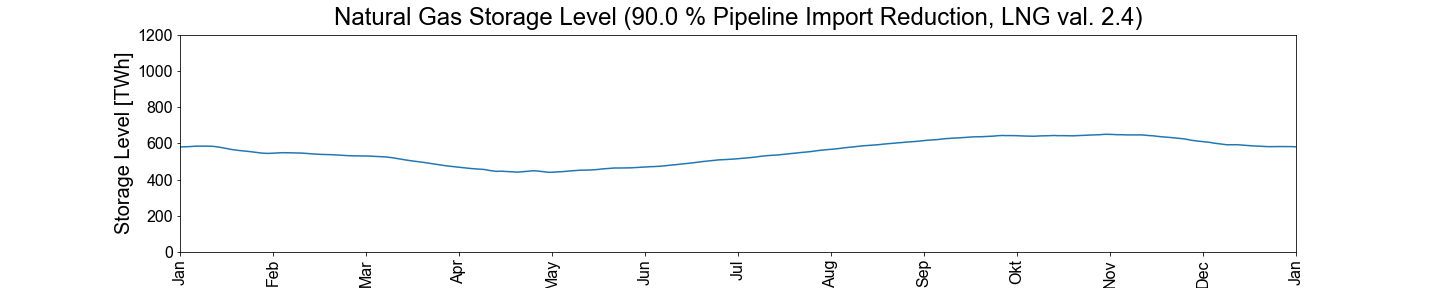 Natural Gas Storage Level (90.0 % Pipeline Import Reduction, LNG val. 2.4)
Storage Level [TWh]
1200
1000
800
600
400
200
0
Jan
Feb
Mar
Apr
May
Jun
Jul
Aug
Sep
Okt
Nov
Dec
Jan